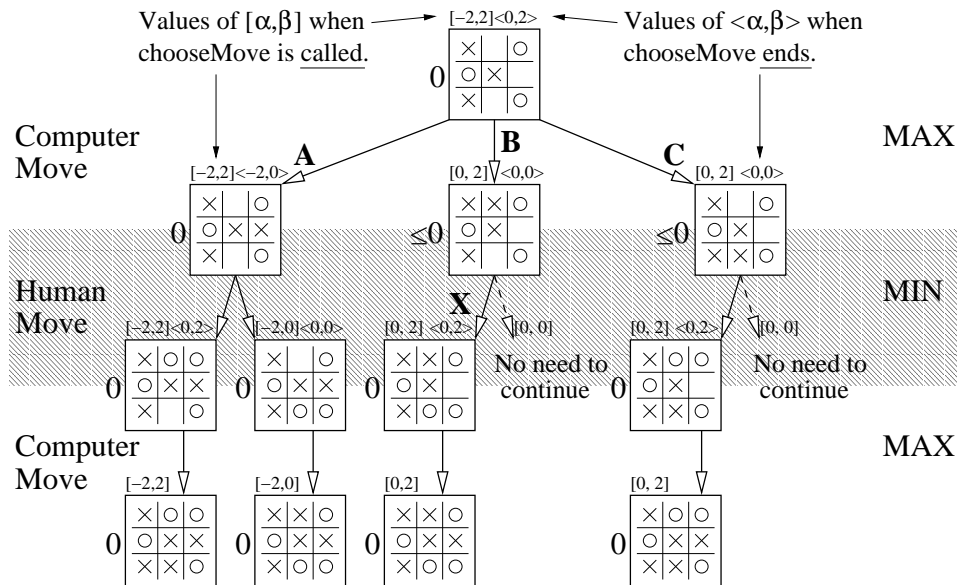 Values of [α,β] when
chooseMove is called.
[−2,2]<0,2>
Values of <α,β> when
chooseMove ends.
× ○
0 ○ ×
× ○
Computer
Move
A
B
C
MAX
[−2,2]<−2,0>
[0, 2] <0,0>
[0, 2] <0,0>
× ○
0 ○ × ×
× ○
× × ○
≤0 ○ ×
× ○
× ○
≤0 ○ ×
× × ○
Human
Move
X
MIN
[−2,2]<0,2>
[−2,0]<0,0>
[0, 2] <0,2>
[0, 0]
[0, 2] <0,2>
[0, 0]
No need to
continue
No need to
continue
× ○ ○
0 ○ × ×
× ○
× ○
0 ○ × ×
× ○ ○
× × ○
0 ○ ×
× ○ ○
× ○ ○
0 ○ ×
× × ○
Computer
Move
MAX
[−2,2]
[−2,0]
[0,2]
[0, 2]
× ○ ○
0 ○ × ×
× × ○
× × ○
0 ○ × ×
× ○ ○
× × ○
0 ○ × ×
× ○ ○
× ○ ○
0 ○ × ×
× × ○